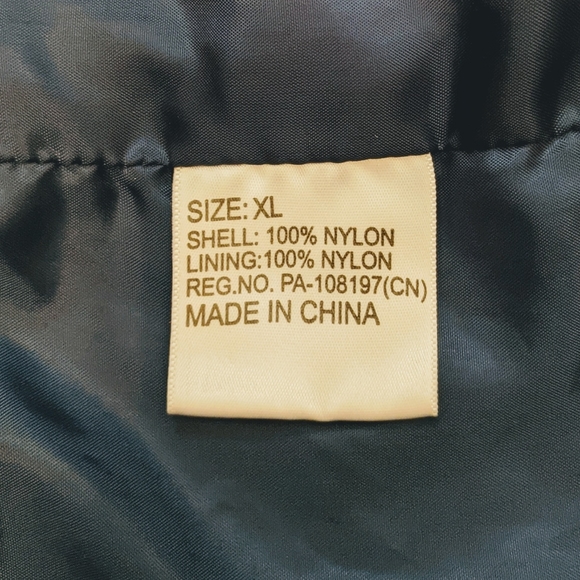 SIZE: XL
SHELL: 100% NYLON
LINING:100% NYLON
REG.NO. PA-108197(CN)
MADE IN CHINA